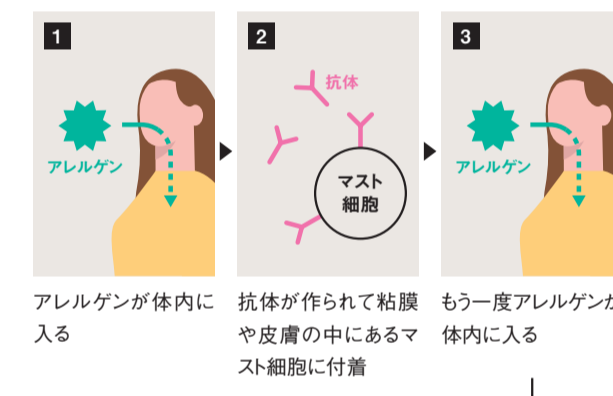 1
アレルゲン
アレルゲンが体内に
入る
2
抗体
マスト
細胞
抗体が作られて粘膜
や皮膚の中にあるマ
スト細胞に付着
3
アレルゲン
もう一度アレルゲンが
体内に入る